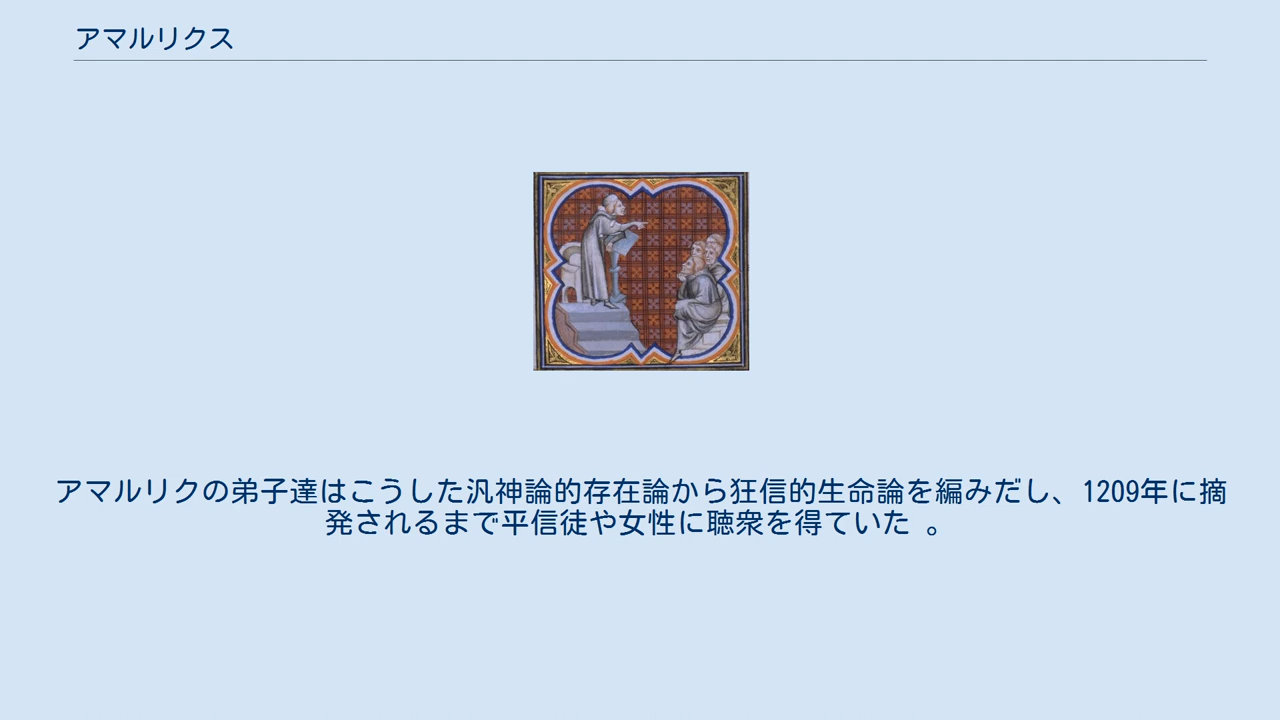 アマルリクス
アマルリクの弟子達はこうした汎神論的存在論から狂信的生命論を編みだし、1209年に摘
発されるまで平信徒や女性に聴衆を得ていた 。